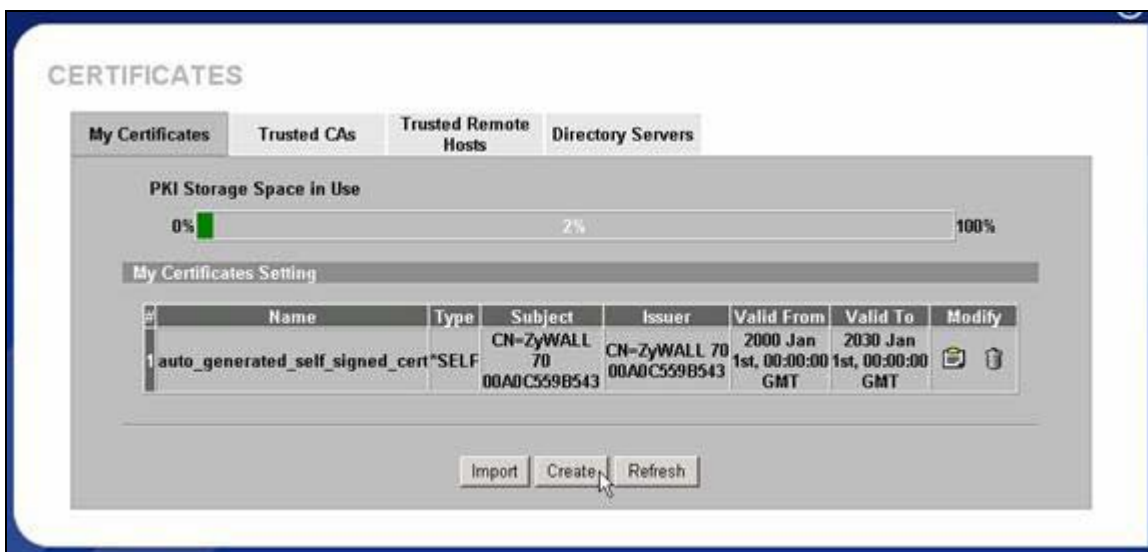 CERTIFICATES
My Certificates
Trusted CAs
Trusted Remote
Hosts
Directory Servers
PKI Storage Space in Use
0%
2%
100%
My Certificates Setting
# Name Type Subject Issuer Valid From Valid To Modify
1 auto_generated_self_signed_cert *SELF
CN=ZyWALL
70
00A0C559B543
CN=ZyWALL 70
00A0C559B543
2000 Jan
1st, 00:00:00
GMT
2030 Jan
1st, 00:00:00
GMT
Import
Create
Refresh